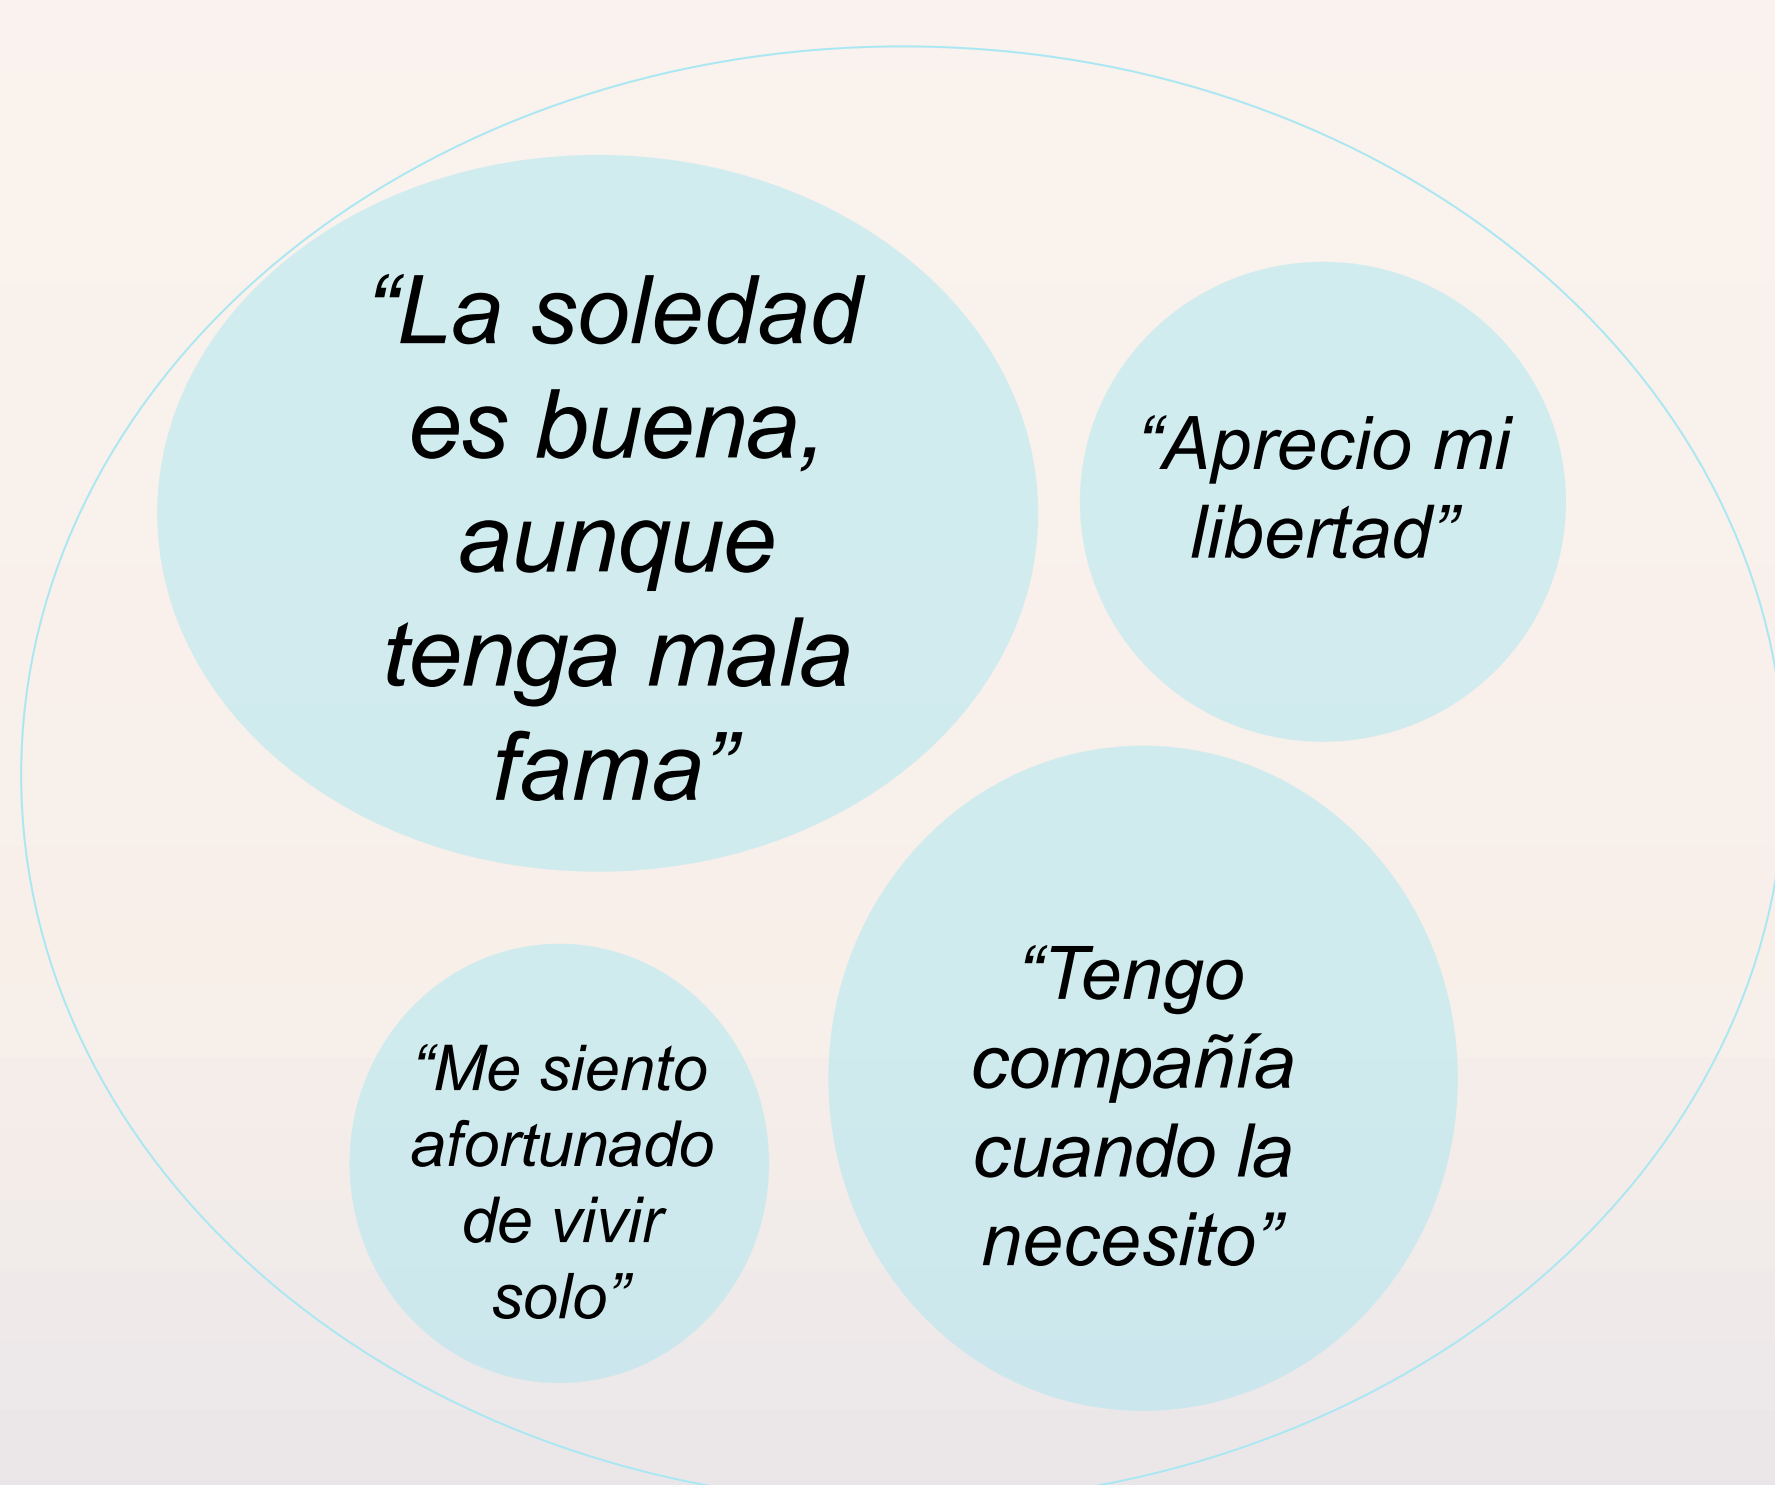 “La soledad
es buena,
aunque
tenga mala
fama”
“Aprecio mi
libertad”
“Me siento
afortunado
de vivir
solo”
“Tengo
compañía
cuando la
necesito”